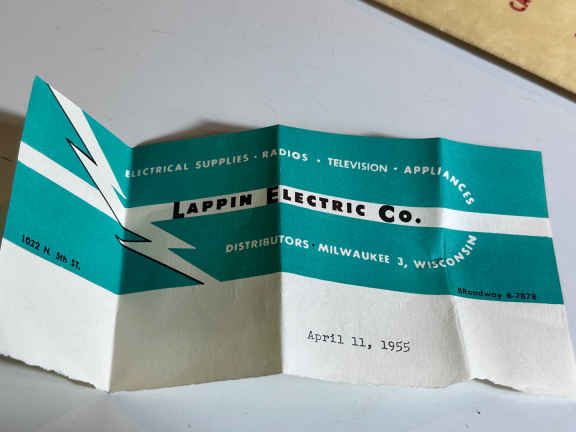 ELECTRICAL SUPPLIES · RADIOS · TELEVISION · APPLIANCES
LAPPIN ELECTRIC CO.
DISTRIBUTORS · MILWAUKEE 3, WISCONSIN
1022 N. 5th ST.
BRoadway 6-7878
April 11, 1955